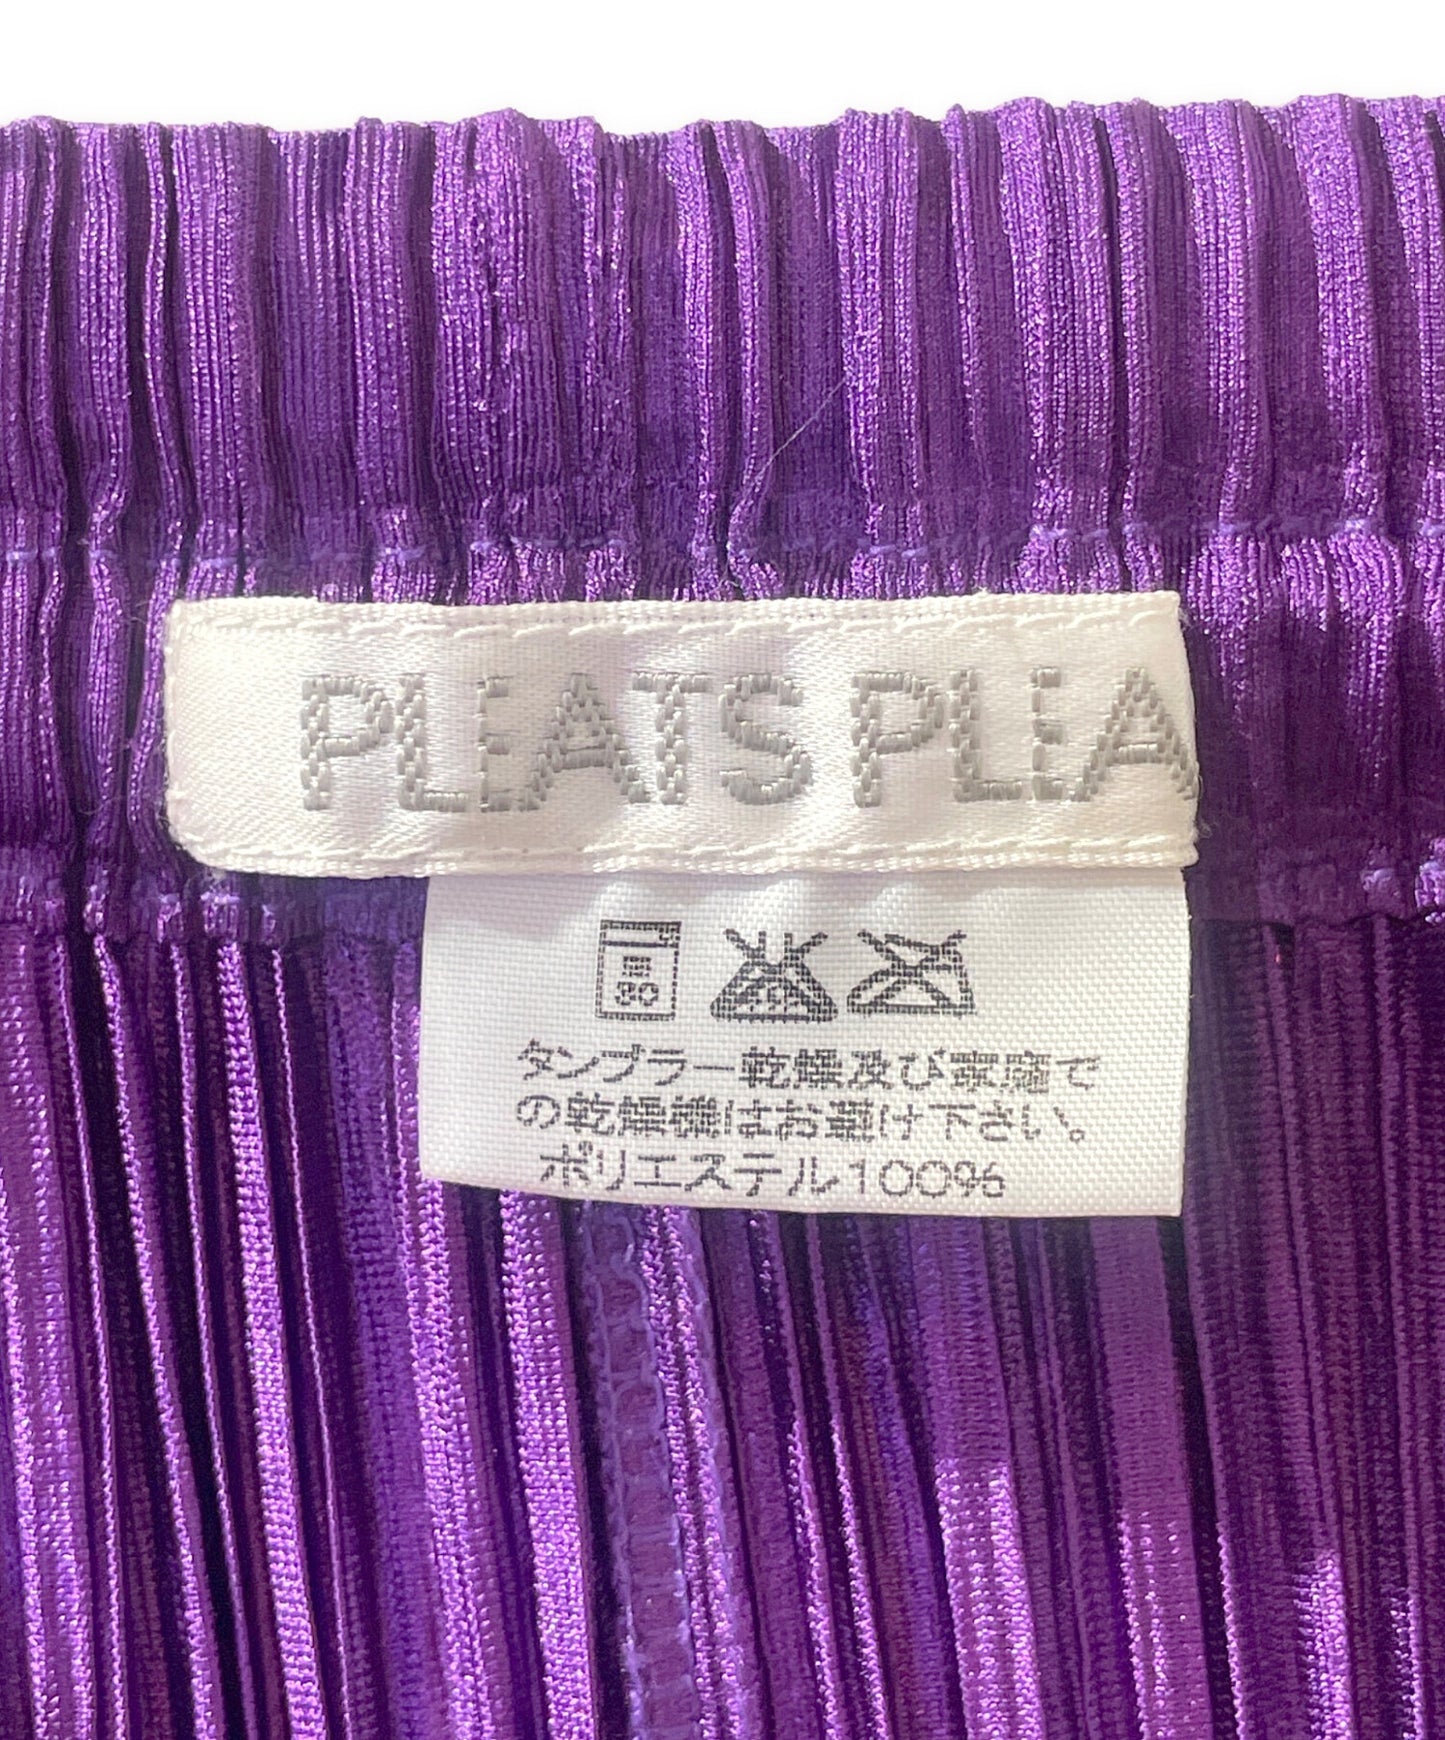 PLEATS PLEA
弱
30
タンブラー乾燥及び家庭で
の乾燥機はお避け下さい。
ポリエステル100%